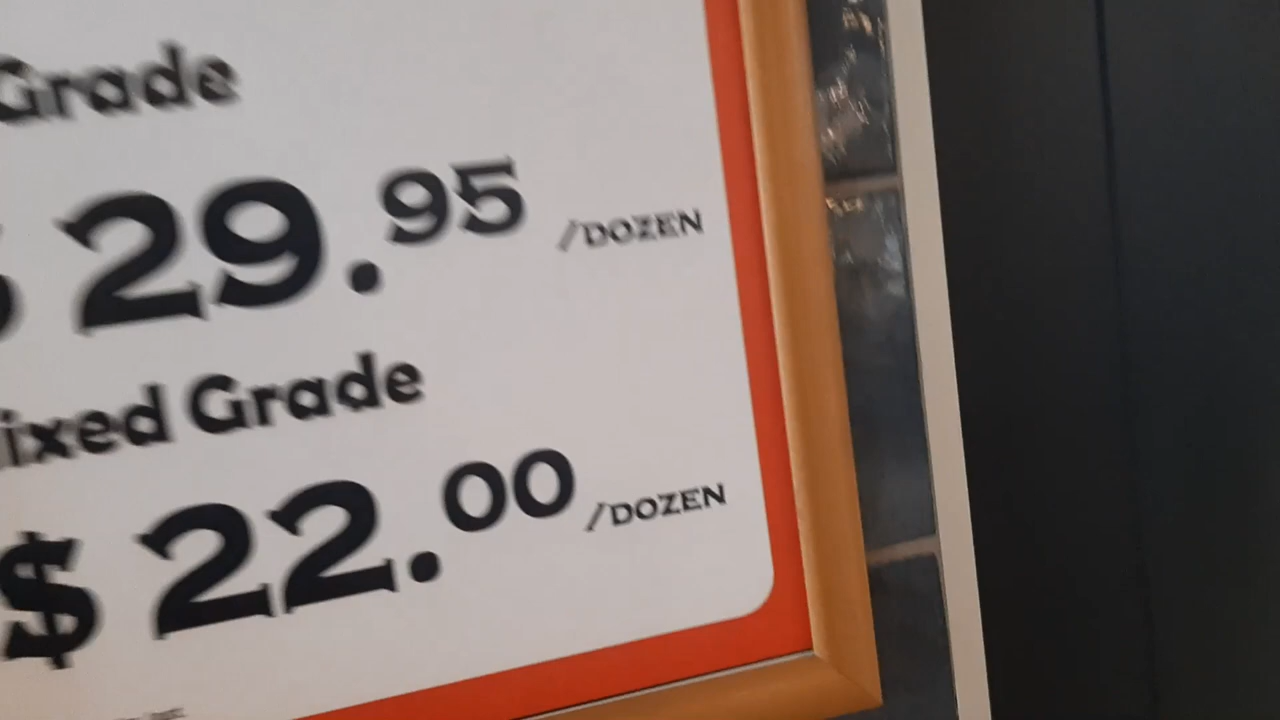 Grade
$ 29.95 /DOZEN
ixed Grade
$ 22.00 /DOZEN